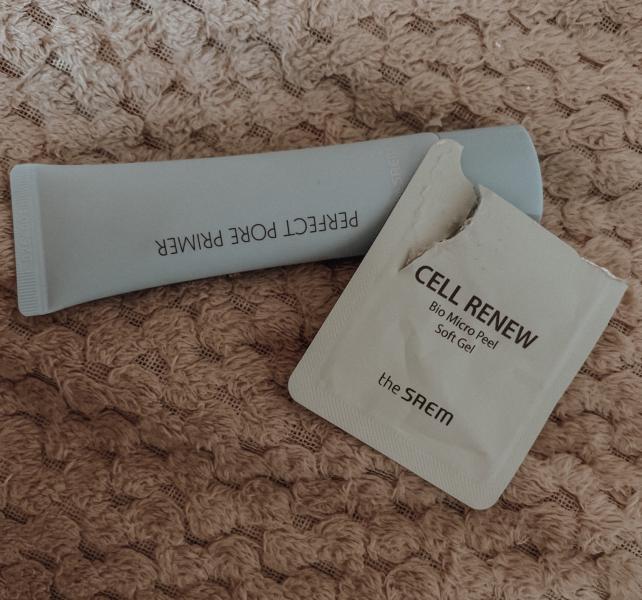 PERFECT PORE PRIMER
CELL RENEW
Bio Micro Peel
Soft Gel
the SAEM